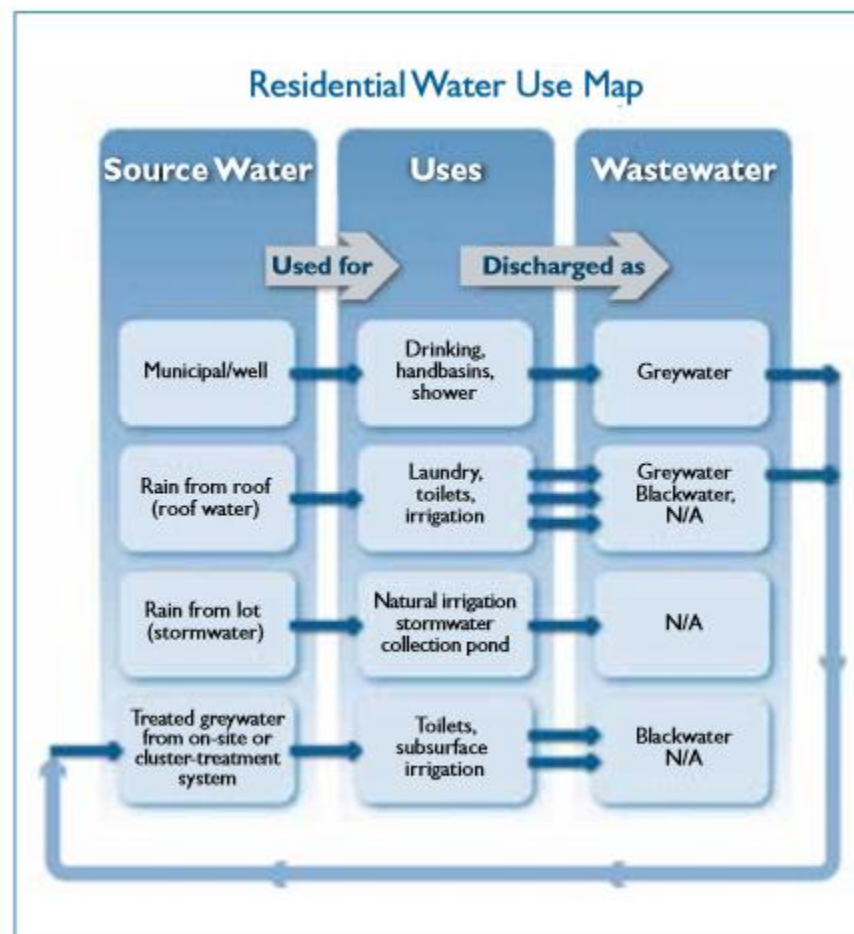 Residential Water Use Map
Source Water
Uses
Wastewater
Used for
Discharged as
Municipal/well
Drinking,
handbasins,
shower
Greywater
Rain from roof
(roof water)
Laundry,
toilets,
irrigation
Greywater
Blackwater,
N/A
Rain from lot
(stormwater)
Natural irrigation
stormwater
collection pond
N/A
Treated greywater
from on-site or
cluster-treatment
system
Toilets,
subsurface
irrigation
Blackwater
N/A